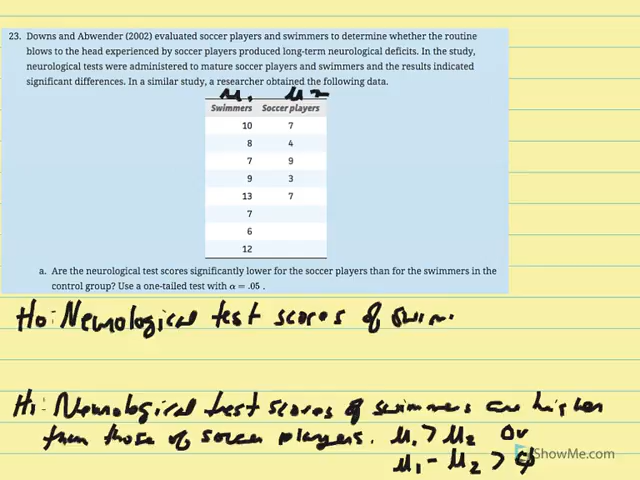 23. Downs and Abwender (2002) evaluated soccer players and swimmers to determine whether the routine
blows to the head experienced by soccer players produced long-term neurological deficits. In the study,
neurological tests were administered to mature soccer players and swimmers and the results indicated
significant differences. In a similar study, a researcher obtained the following data.
μ₁ μ₂
Swimmers Soccer players
10 7
8 4
7 9
9 3
13 7
7
6
12
a. Are the neurological test scores significantly lower for the soccer players than for the swimmers in the
control group? Use a one-tailed test with α = .05 .
Ho: Neurological test scores of swim
H1: Neurological test scores of swimmers are higher
than those of soccer players. μ₁ > μ₂ Or
μ₁ - μ₂ > φ
ShowMe.com